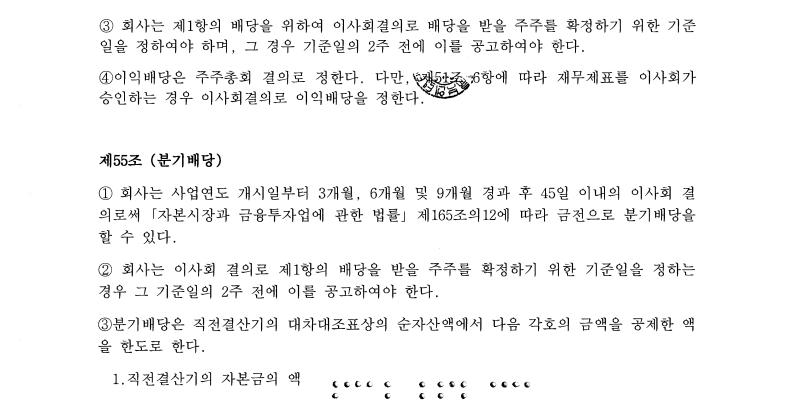 ③ 회사는 제1항의 배당을 위하여 이사회결의로 배당을 받을 주주를 확정하기 위한 기준
일을 정하여야 하며, 그 경우 기준일의 2주 전에 이를 공고하여야 한다.
④이익배당은 주주총회 결의로 정한다. 다만, 제51조 6항에 따라 재무제표를 이사회가
승인하는 경우 이사회결의로 이익배당을 정한다.
제55조 (분기배당)
① 회사는 사업연도 개시일부터 3개월, 6개월 및 9개월 경과 후 45일 이내의 이사회 결
의로써 「자본시장과 금융투자업에 관한 법률」 제165조의12에 따라 금전으로 분기배당을
할 수 있다.
② 회사는 이사회 결의로 제1항의 배당을 받을 주주를 확정하기 위한 기준일을 정하는
경우 그 기준일의 2주 전에 이를 공고하여야 한다.
③분기배당은 직전결산기의 대차대조표상의 순자산액에서 다음 각호의 금액을 공제한 액
을 한도로 한다.
1.직전결산기의 자본금의 액